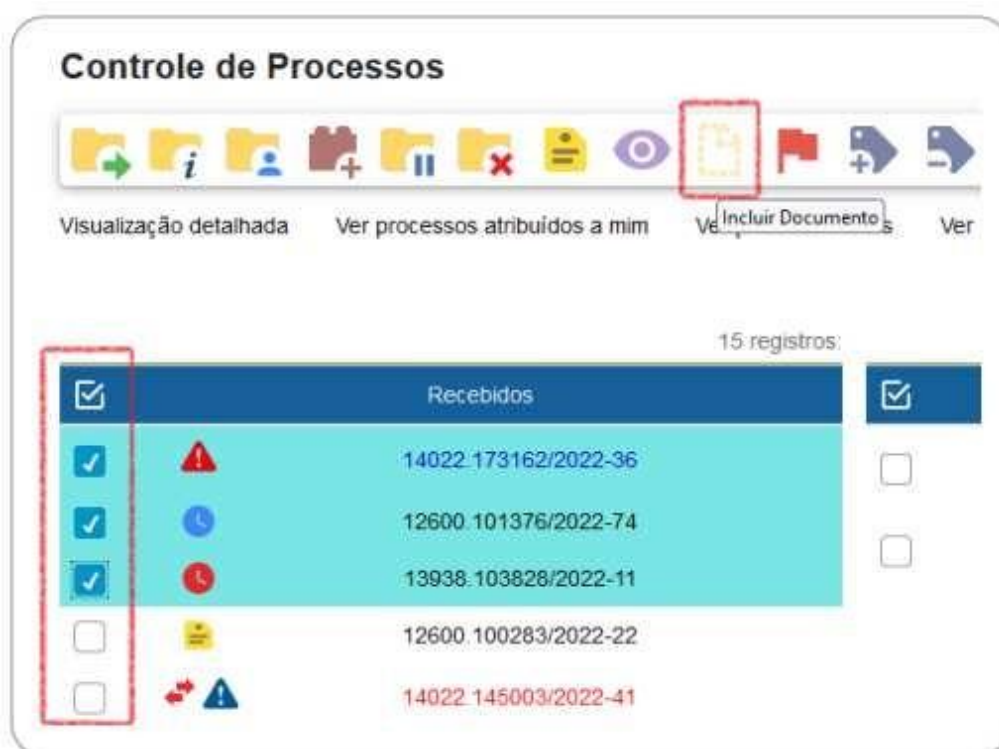 Controle de Processos
Visualização detalhada Ver processos atribuídos a mim Ver
Incluir Documento
15 registros:
Recebidos
14022.173162/2022-36
12600.101376/2022-74
13938.103828/2022-11
12600.100283/2022-22
14022.145003/2022-41